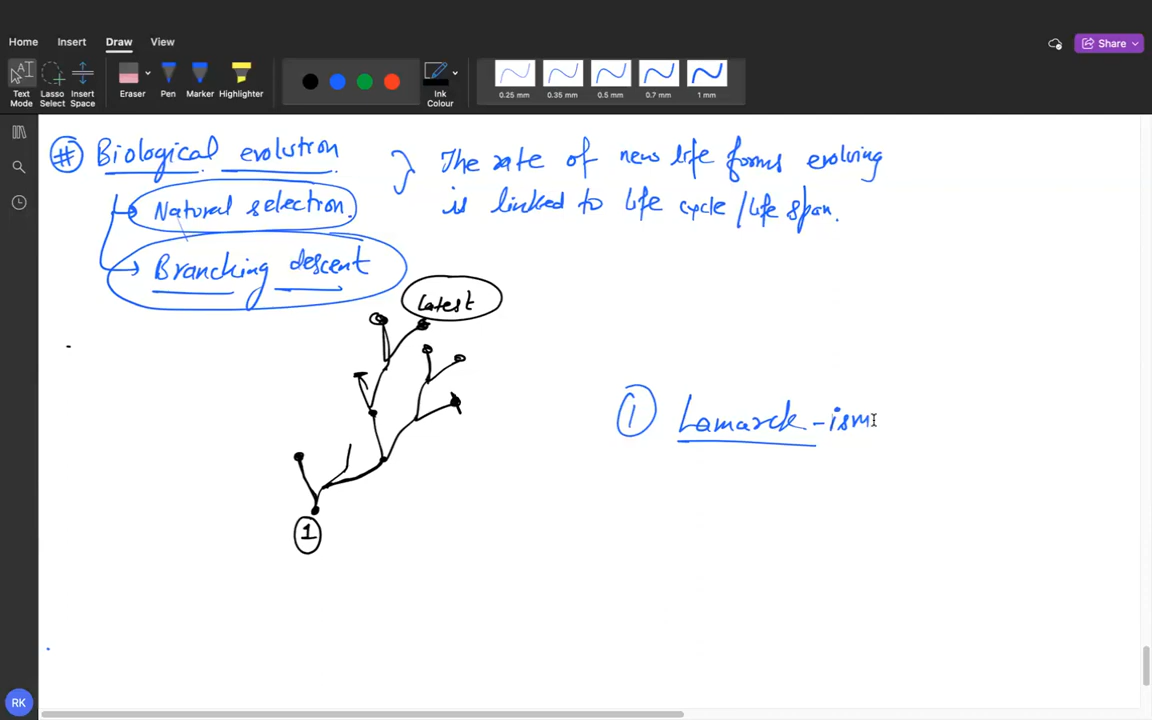 Home Insert Draw View
Share
Text Mode
Lasso Select
Insert Space
Eraser
Pen
Marker
Highlighter
Ink Colour
0.25 mm
0.35 mm
0.5 mm
0.7 mm
1 mm
# Biological evolution
Natural selection.
Branching descent
} The rate of new life forms evolving
is linked to life cycle/life span.
Latest
1
① Lamarck-ism
RK